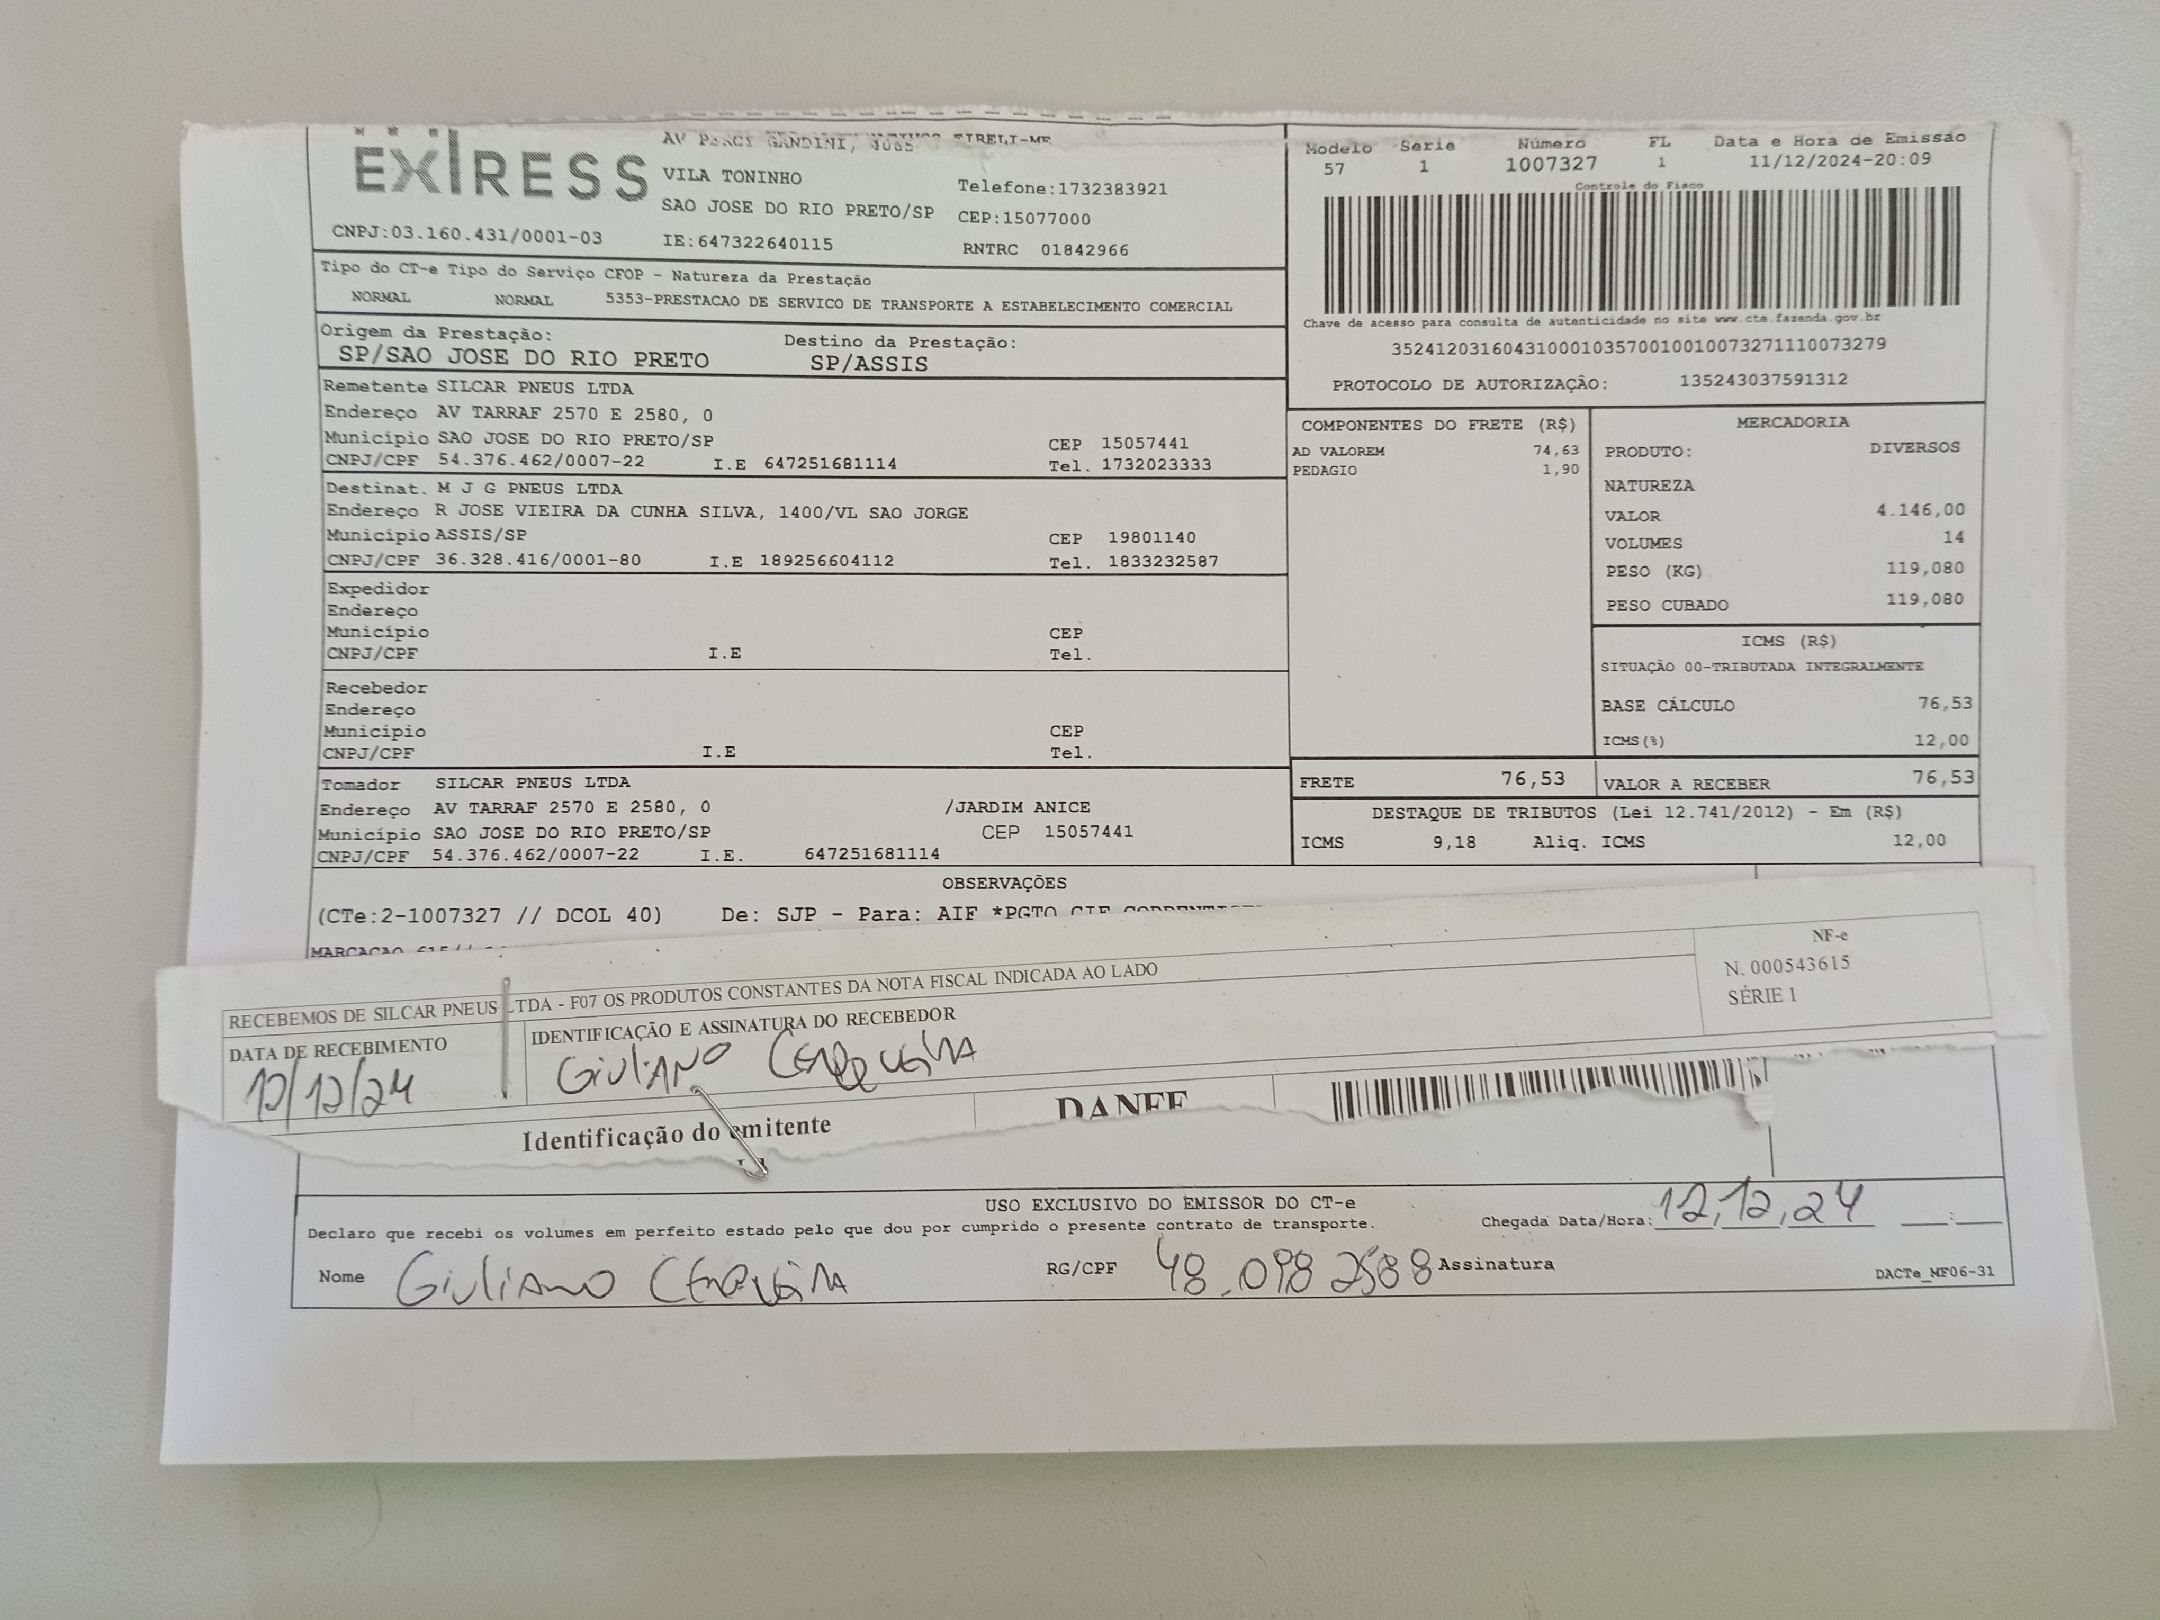 EXPRESS
AV PERCY GANDINI, EIRELI-ME
VILA TONINHO
Telefone:1732383921
SAO JOSE DO RIO PRETO/SP CEP:15077000
CNPJ:03.160.431/0001-03 IE:647322640115 RNTRC 01842966
Modelo Serie Número FL Data e Hora de Emissão
57 1 1007327 1 11/12/2024-20:09
Controle do Fisco
Chave de acesso para consulta de autenticidade no site www.cte.fazenda.gov.br
35241203160431000103570010010073271110073279
PROTOCOLO DE AUTORIZAÇÃO: 135243037591312
Tipo do CT-e Tipo do Serviço CFOP - Natureza da Prestação
NORMAL NORMAL 5353-PRESTACAO DE SERVICO DE TRANSPORTE A ESTABELECIMENTO COMERCIAL
Origem da Prestação: Destino da Prestação:
SP/SAO JOSE DO RIO PRETO SP/ASSIS
Remetente SILCAR PNEUS LTDA
Endereço AV TARRAF 2570 E 2580, 0
Município SAO JOSE DO RIO PRETO/SP CEP 15057441
CNPJ/CPF 54.376.462/0007-22 I.E 647251681114 Tel. 1732023333
Destinat. M J G PNEUS LTDA
Endereço R JOSE VIEIRA DA CUNHA SILVA, 1400/VL SAO JORGE
Município ASSIS/SP CEP 19801140
CNPJ/CPF 36.328.416/0001-80 I.E 189256604112 Tel. 1833232587
Expedidor
Endereço
Município CEP
CNPJ/CPF I.E Tel.
Recebedor
Endereço
Município CEP
CNPJ/CPF I.E Tel.
Tomador SILCAR PNEUS LTDA
Endereço AV TARRAF 2570 E 2580, 0 /JARDIM ANICE
Município SAO JOSE DO RIO PRETO/SP CEP 15057441
CNPJ/CPF 54.376.462/0007-22 I.E. 647251681114
COMPONENTES DO FRETE (R$)
AD VALOREM 74,63
PEDAGIO 1,90
MERCADORIA
PRODUTO: DIVERSOS
NATUREZA
VALOR 4.146,00
VOLUMES 14
PESO (KG) 119,080
PESO CUBADO 119,080
ICMS (R$)
SITUAÇÃO 00-TRIBUTADA INTEGRALMENTE
BASE CÁLCULO 76,53
ICMS(%) 12,00
FRETE 76,53 VALOR A RECEBER 76,53
DESTAQUE DE TRIBUTOS (Lei 12.741/2012) - Em (R$)
ICMS 9,18 Aliq. ICMS 12,00
OBSERVAÇÕES
(CTe:2-1007327 // DCOL 40) De: SJP - Para: AIF *PGTO CIF
MARCACAO
RECEBEMOS DE SILCAR PNEUS LTDA - F07 OS PRODUTOS CONSTANTES DA NOTA FISCAL INDICADA AO LADO
NF-e
N. 000543615
SÉRIE 1
DATA DE RECEBIMENTO IDENTIFICAÇÃO E ASSINATURA DO RECEBEDOR
12/12/24 GIULIANO CERQUEIRA
Identificação do emitente DANFE
USO EXCLUSIVO DO EMISSOR DO CT-e
Declaro que recebi os volumes em perfeito estado pelo que dou por cumprido o presente contrato de transporte. Chegada Data/Hora: 12,12,24
Nome GIULIANO CERQUEIRA RG/CPF 48.098 2588 Assinatura
DACTe_MF06-31